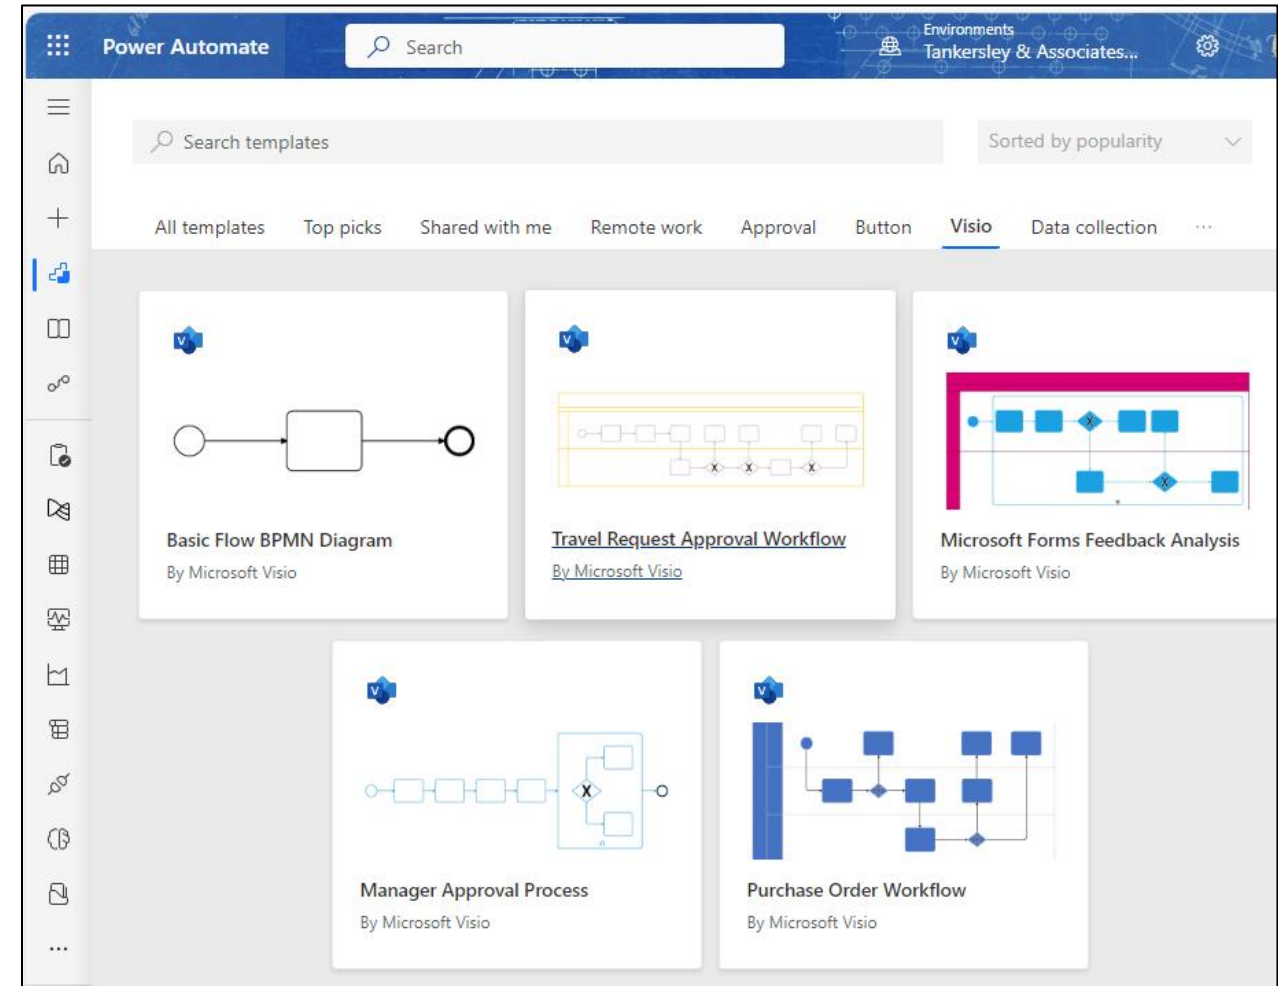 Power Automate
Search
Environments
Tankersley & Associates...
Search templates
Sorted by popularity
All templates
Top picks
Shared with me
Remote work
Approval
Button
Visio
Data collection
...
Basic Flow BPMN Diagram
By Microsoft Visio
Travel Request Approval Workflow
By Microsoft Visio
Microsoft Forms Feedback Analysis
By Microsoft Visio
Manager Approval Process
By Microsoft Visio
Purchase Order Workflow
By Microsoft Visio